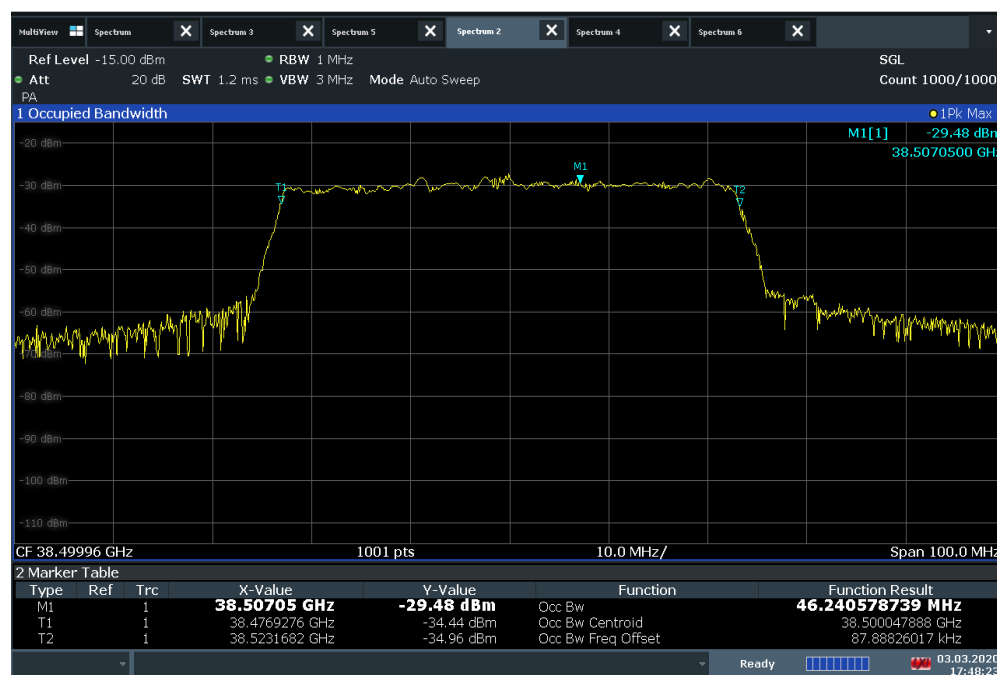 MultiView Spectrum Spectrum 3 Spectrum 5 Spectrum 2 Spectrum 4 Spectrum 6
Ref Level -15.00 dBm RBW 1 MHz SGL
Att 20 dB SWT 1.2 ms VBW 3 MHz Mode Auto Sweep Count 1000/1000
PA
1 Occupied Bandwidth 1Pk Max
M1[1] -29.48 dBm
38.5070500 GHz
-20 dBm
M1
-30 dBm
T1 T2
-40 dBm
-50 dBm
-60 dBm
-70 dBm
-80 dBm
-90 dBm
-100 dBm
-110 dBm
CF 38.49996 GHz 1001 pts 10.0 MHz/ Span 100.0 MHz
2 Marker Table
Type Ref Trc X-Value Y-Value Function Function Result
M1 1 38.50705 GHz -29.48 dBm Occ Bw 46.240578739 MHz
T1 1 38.4769276 GHz -34.44 dBm Occ Bw Centroid 38.500047888 GHz
T2 1 38.5231682 GHz -34.96 dBm Occ Bw Freq Offset 87.88826017 kHz
Ready 03.03.2020
17:48:23